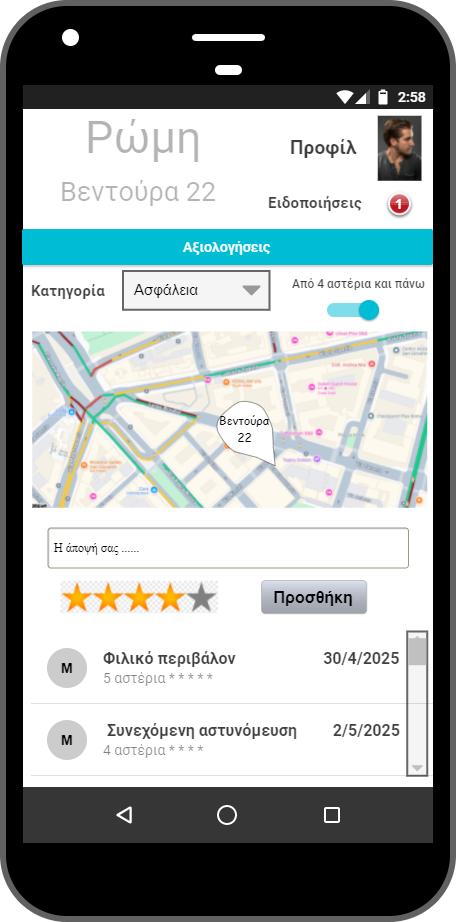 2:58
Ρώμη
Προφίλ
Βεντούρα 22
Ειδοποιήσεις
1
Αξιολογήσεις
Κατηγορία
Ασφάλεια
Από 4 αστέρια και πάνω
Βεντούρα
22
Η άποψή σας ......
Προσθήκη
Μ
Φιλικό περιβάλον
30/4/2025
5 αστέρια * * * * *
Μ
Συνεχόμενη αστυνόμευση
2/5/2025
4 αστέρια * * * *